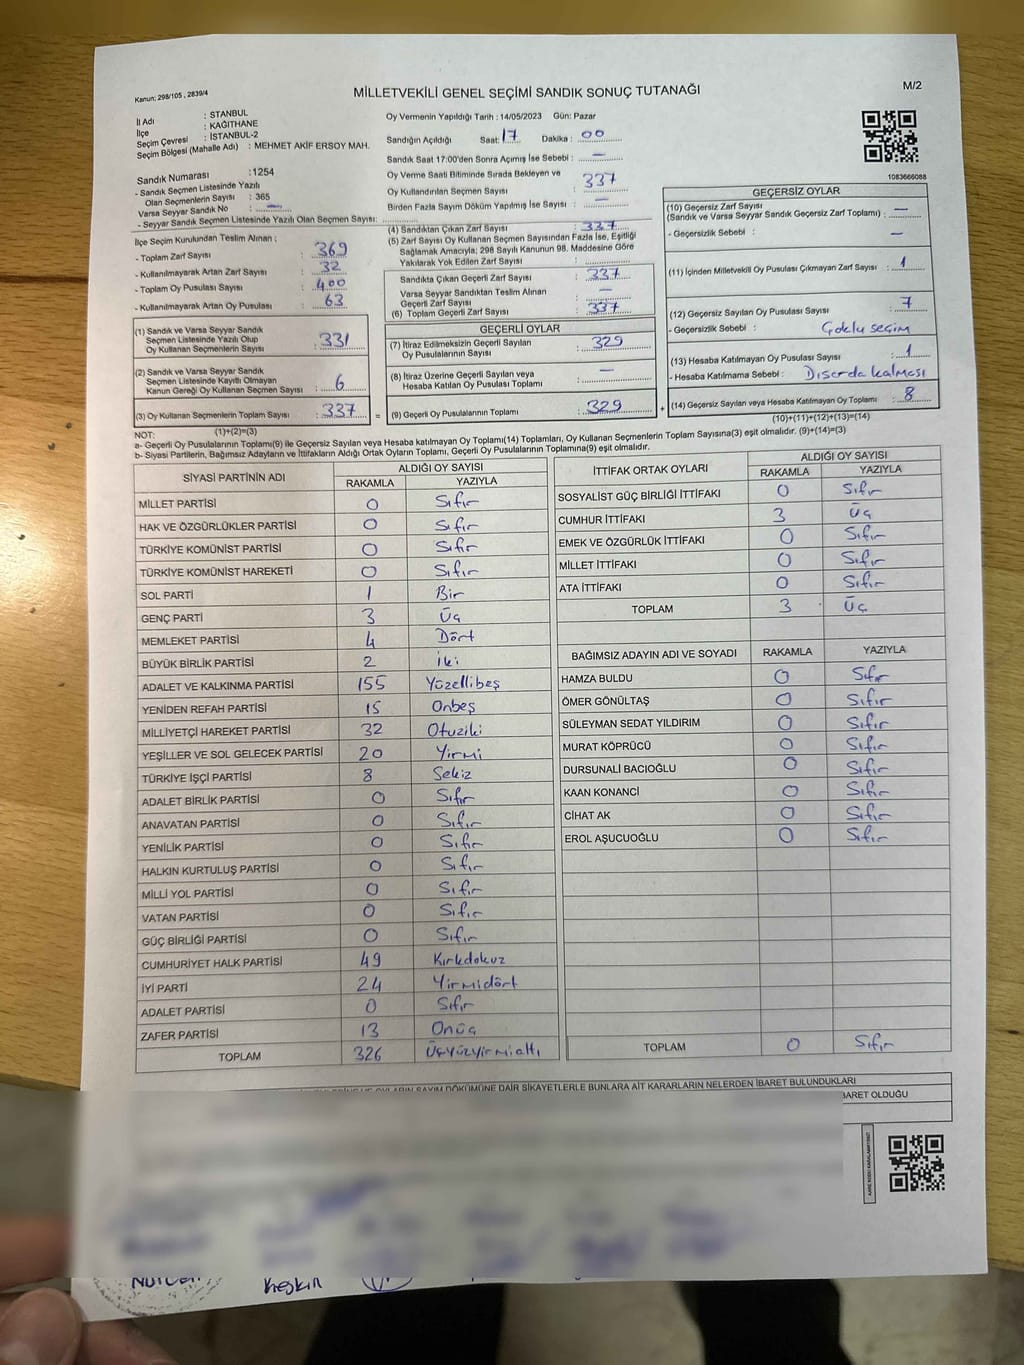 Kanun: 298/105 , 2839/4
MİLLETVEKİLİ GENEL SEÇİMİ SANDIK SONUÇ TUTANAĞI
M/2
İl Adı : STANBUL
İlçe : KAĞITHANE
Seçim Çevresi : İSTANBUL-2
Seçim Bölgesi (Mahalle Adı) : MEHMET AKİF ERSOY MAH.
Sandık Numarası :1254
- Sandık Seçmen Listesinde Yazılı
Olan Seçmenlerin Sayısı : 365
Varsa Seyyar Sandık No : —
- Seyyar Sandık Seçmen Listesinde Yazılı Olan Seçmen Sayısı:
Oy Vermenin Yapıldığı Tarih : 14/05/2023 Gün: Pazar
Sandığın Açıldığı Saat: 17 Dakika : 00
Sandık Saat 17:00'den Sonra Açımış İse Sebebi : —
Oy Verme Saati Bitiminde Sırada Bekleyen ve
Oy Kullandırılan Seçmen Sayısı : 337
Birden Fazla Sayım Döküm Yapılmış İse Sayısı : —
1083666088
İlçe Seçim Kurulundan Teslim Alınan ;
- Toplam Zarf Sayısı : 369
- Kullanılmayarak Artan Zarf Sayısı : 32
- Toplam Oy Pusulası Sayısı : 400
- Kullanılmayarak Artan Oy Pusulası : 63
(4) Sandıktan Çıkan Zarf Sayısı : 337
(5) Zarf Sayısı Oy Kullanan Seçmen Sayısından Fazla İse, Eşitliği
Sağlamak Amacıyla; 298 Sayılı Kanunun 98. Maddesine Göre
Yakılarak Yok Edilen Zarf Sayısı :
Sandıkta Çıkan Geçerli Zarf Sayısı : 337
Varsa Seyyar Sandıktan Teslim Alınan
Geçerli Zarf Sayısı : —
(6) Toplam Geçerli Zarf Sayısı : 337
GEÇERSİZ OYLAR
(10) Geçersiz Zarf Sayısı
(Sandık ve Varsa Seyyar Sandık Geçersiz Zarf Toplamı) : —
- Geçersizlik Sebebi : —
(11) İçinden Milletvekili Oy Pusulası Çıkmayan Zarf Sayısı : 1
(12) Geçersiz Sayılan Oy Pusulası Sayısı : 7
- Geçersizlik Sebebi : Çoklu seçim
(13) Hesaba Katılmayan Oy Pusulası Sayısı : 1
- Hesaba Katılmama Sebebi : Dışarda Kalması
(14) Geçersiz Sayılan veya Hesaba Katılmayan Oy Toplamı : 8
(10)+(11)+(12)+(13)=(14)
(1) Sandık ve Varsa Seyyar Sandık
Seçmen Listesinde Yazılı Olup
Oy Kullanan Seçmenlerin Sayısı : 331
(2) Sandık ve Varsa Seyyar Sandık
Seçmen Listesinde Kayıtlı Olmayan
Kanun Gereği Oy Kullanan Seçmen Sayısı : 6
(3) Oy Kullanan Seçmenlerin Toplam Sayısı : 337 =
(1)+(2)=(3)
GEÇERLİ OYLAR
(7) İtiraz Edilmeksizin Geçerli Sayılan
Oy Pusulalarının Sayısı : 329
(8) İtiraz Üzerine Geçerli Sayılan veya
Hesaba Katılan Oy Pusulası Toplamı : —
(9) Geçerli Oy Pusulalarının Toplamı : 329 +
NOT:
a- Geçerli Oy Pusulalarının Toplamı(9) ile Geçersiz Sayılan veya Hesaba katılmayan Oy Toplamı(14) Toplamları, Oy Kullanan Seçmenlerin Toplam Sayısına(3) eşit olmalıdır. (9)+(14)=(3)
b- Siyasi Partilerin, Bağımsız Adayların ve İttifakların Aldığı Ortak Oyların Toplamı, Geçerli Oy Pusulalarının Toplamına(9) eşit olmalıdır.
SİYASİ PARTİNİN ADI ALDIĞI OY SAYISI
RAKAMLA YAZIYLA
MİLLET PARTİSİ 0 Sıfır
HAK VE ÖZGÜRLÜKLER PARTİSİ 0 Sıfır
TÜRKİYE KOMÜNİST PARTİSİ 0 Sıfır
TÜRKİYE KOMÜNİST HAREKETİ 0 Sıfır
SOL PARTİ 1 Bir
GENÇ PARTİ 3 Üç
MEMLEKET PARTİSİ 4 Dört
BÜYÜK BİRLİK PARTİSİ 2 İki
ADALET VE KALKINMA PARTİSİ 155 Yüzellibeş
YENİDEN REFAH PARTİSİ 15 Onbeş
MİLLİYETÇİ HAREKET PARTİSİ 32 Otuziki
YEŞİLLER VE SOL GELECEK PARTİSİ 20 Yirmi
TÜRKİYE İŞÇİ PARTİSİ 8 Sekiz
ADALET BİRLİK PARTİSİ 0 Sıfır
ANAVATAN PARTİSİ 0 Sıfır
YENİLİK PARTİSİ 0 Sıfır
HALKIN KURTULUŞ PARTİSİ 0 Sıfır
MİLLİ YOL PARTİSİ 0 Sıfır
VATAN PARTİSİ 0 Sıfır
GÜÇ BİRLİĞİ PARTİSİ 0 Sıfır
CUMHURİYET HALK PARTİSİ 49 Kırkdokuz
İYİ PARTİ 24 Yirmidört
ADALET PARTİSİ 0 Sıfır
ZAFER PARTİSİ 13 Onüç
TOPLAM 326 Üçyüzyirmialtı
İTTİFAK ORTAK OYLARI ALDIĞI OY SAYISI
RAKAMLA YAZIYLA
SOSYALİST GÜÇ BİRLİĞİ İTTİFAKI 0 Sıfır
CUMHUR İTTİFAKI 3 Üç
EMEK VE ÖZGÜRLÜK İTTİFAKI 0 Sıfır
MİLLET İTTİFAKI 0 Sıfır
ATA İTTİFAKI 0 Sıfır
TOPLAM 3 Üç
BAĞIMSIZ ADAYIN ADI VE SOYADI RAKAMLA YAZIYLA
HAMZA BULDU 0 Sıfır
ÖMER GÖNÜLTAŞ 0 Sıfır
SÜLEYMAN SEDAT YILDIRIM 0 Sıfır
MURAT KÖPRÜCÜ 0 Sıfır
DURSUNALİ BACIOĞLU 0 Sıfır
KAAN KONANCİ 0 Sıfır
CİHAT AK 0 Sıfır
EROL AŞUCUOĞLU 0 Sıfır
TOPLAM 0 Sıfır
OYLARIN SAYIM DÖKÜMÜNE DAİR ŞİKAYETLERLE BUNLARA AİT KARARLARIN NELERDEN İBARET BULUNDUKLARI
İBARET OLDUĞU
Keskin